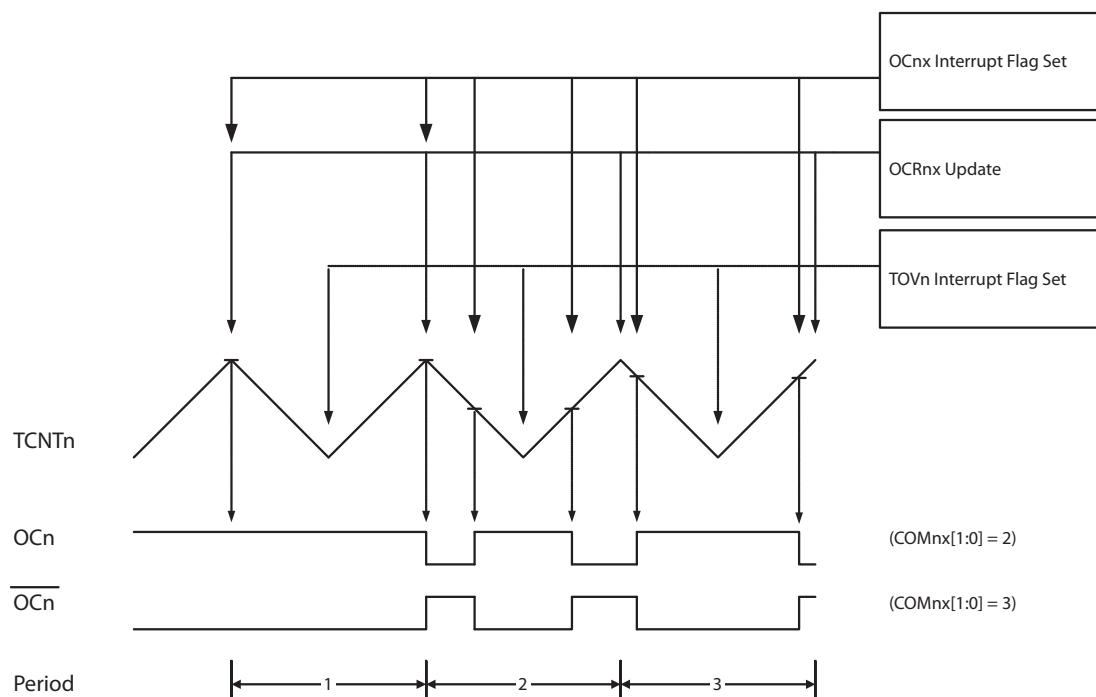 OCnx Interrupt Flag Set
OCRnx Update
TOVn Interrupt Flag Set
TCNTn
OCn
(COMnx[1:0] = 2)
OCn
(COMnx[1:0] = 3)
Period
1
2
3